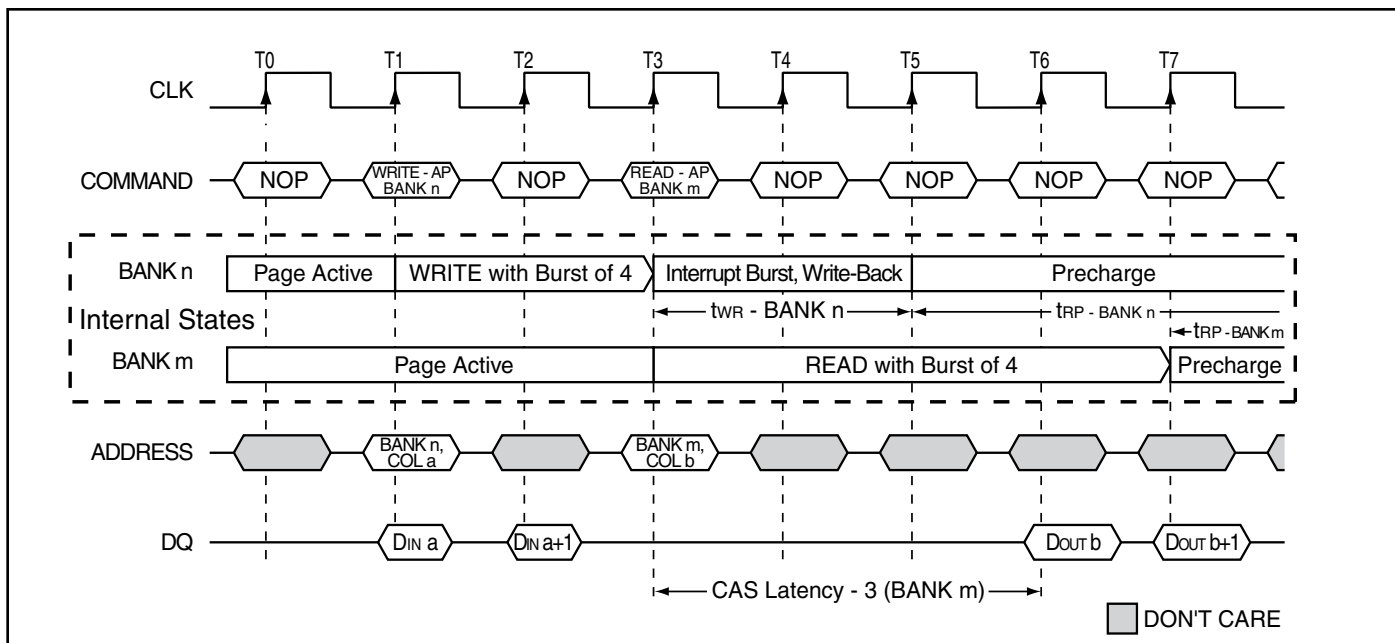 T0 T1 T2 T3 T4 T5 T6 T7
CLK
COMMAND NOP WRITE - AP BANK n NOP READ - AP BANK m NOP NOP NOP NOP
BANK n Page Active WRITE with Burst of 4 Interrupt Burst, Write-Back Precharge
tWR - BANK n tRP - BANK n
Internal States
tRP - BANK m
BANK m Page Active READ with Burst of 4 Precharge
ADDRESS BANK n, COL a BANK m, COL b
DQ DIN a DIN a+1 DOUT b DOUT b+1
CAS Latency - 3 (BANK m)
DON'T CARE